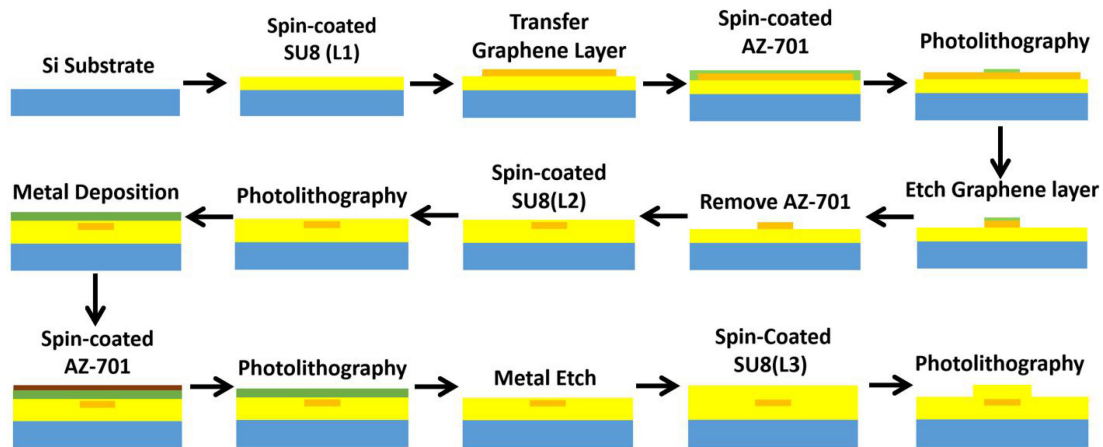 Si Substrate
Spin-coated
SU8 (L1)
Transfer
Graphene Layer
Spin-coated
AZ-701
Photolithography
Etch Graphene layer
Remove AZ-701
Spin-coated
SU8(L2)
Photolithography
Metal Deposition
Spin-coated
AZ-701
Photolithography
Metal Etch
Spin-Coated
SU8(L3)
Photolithography